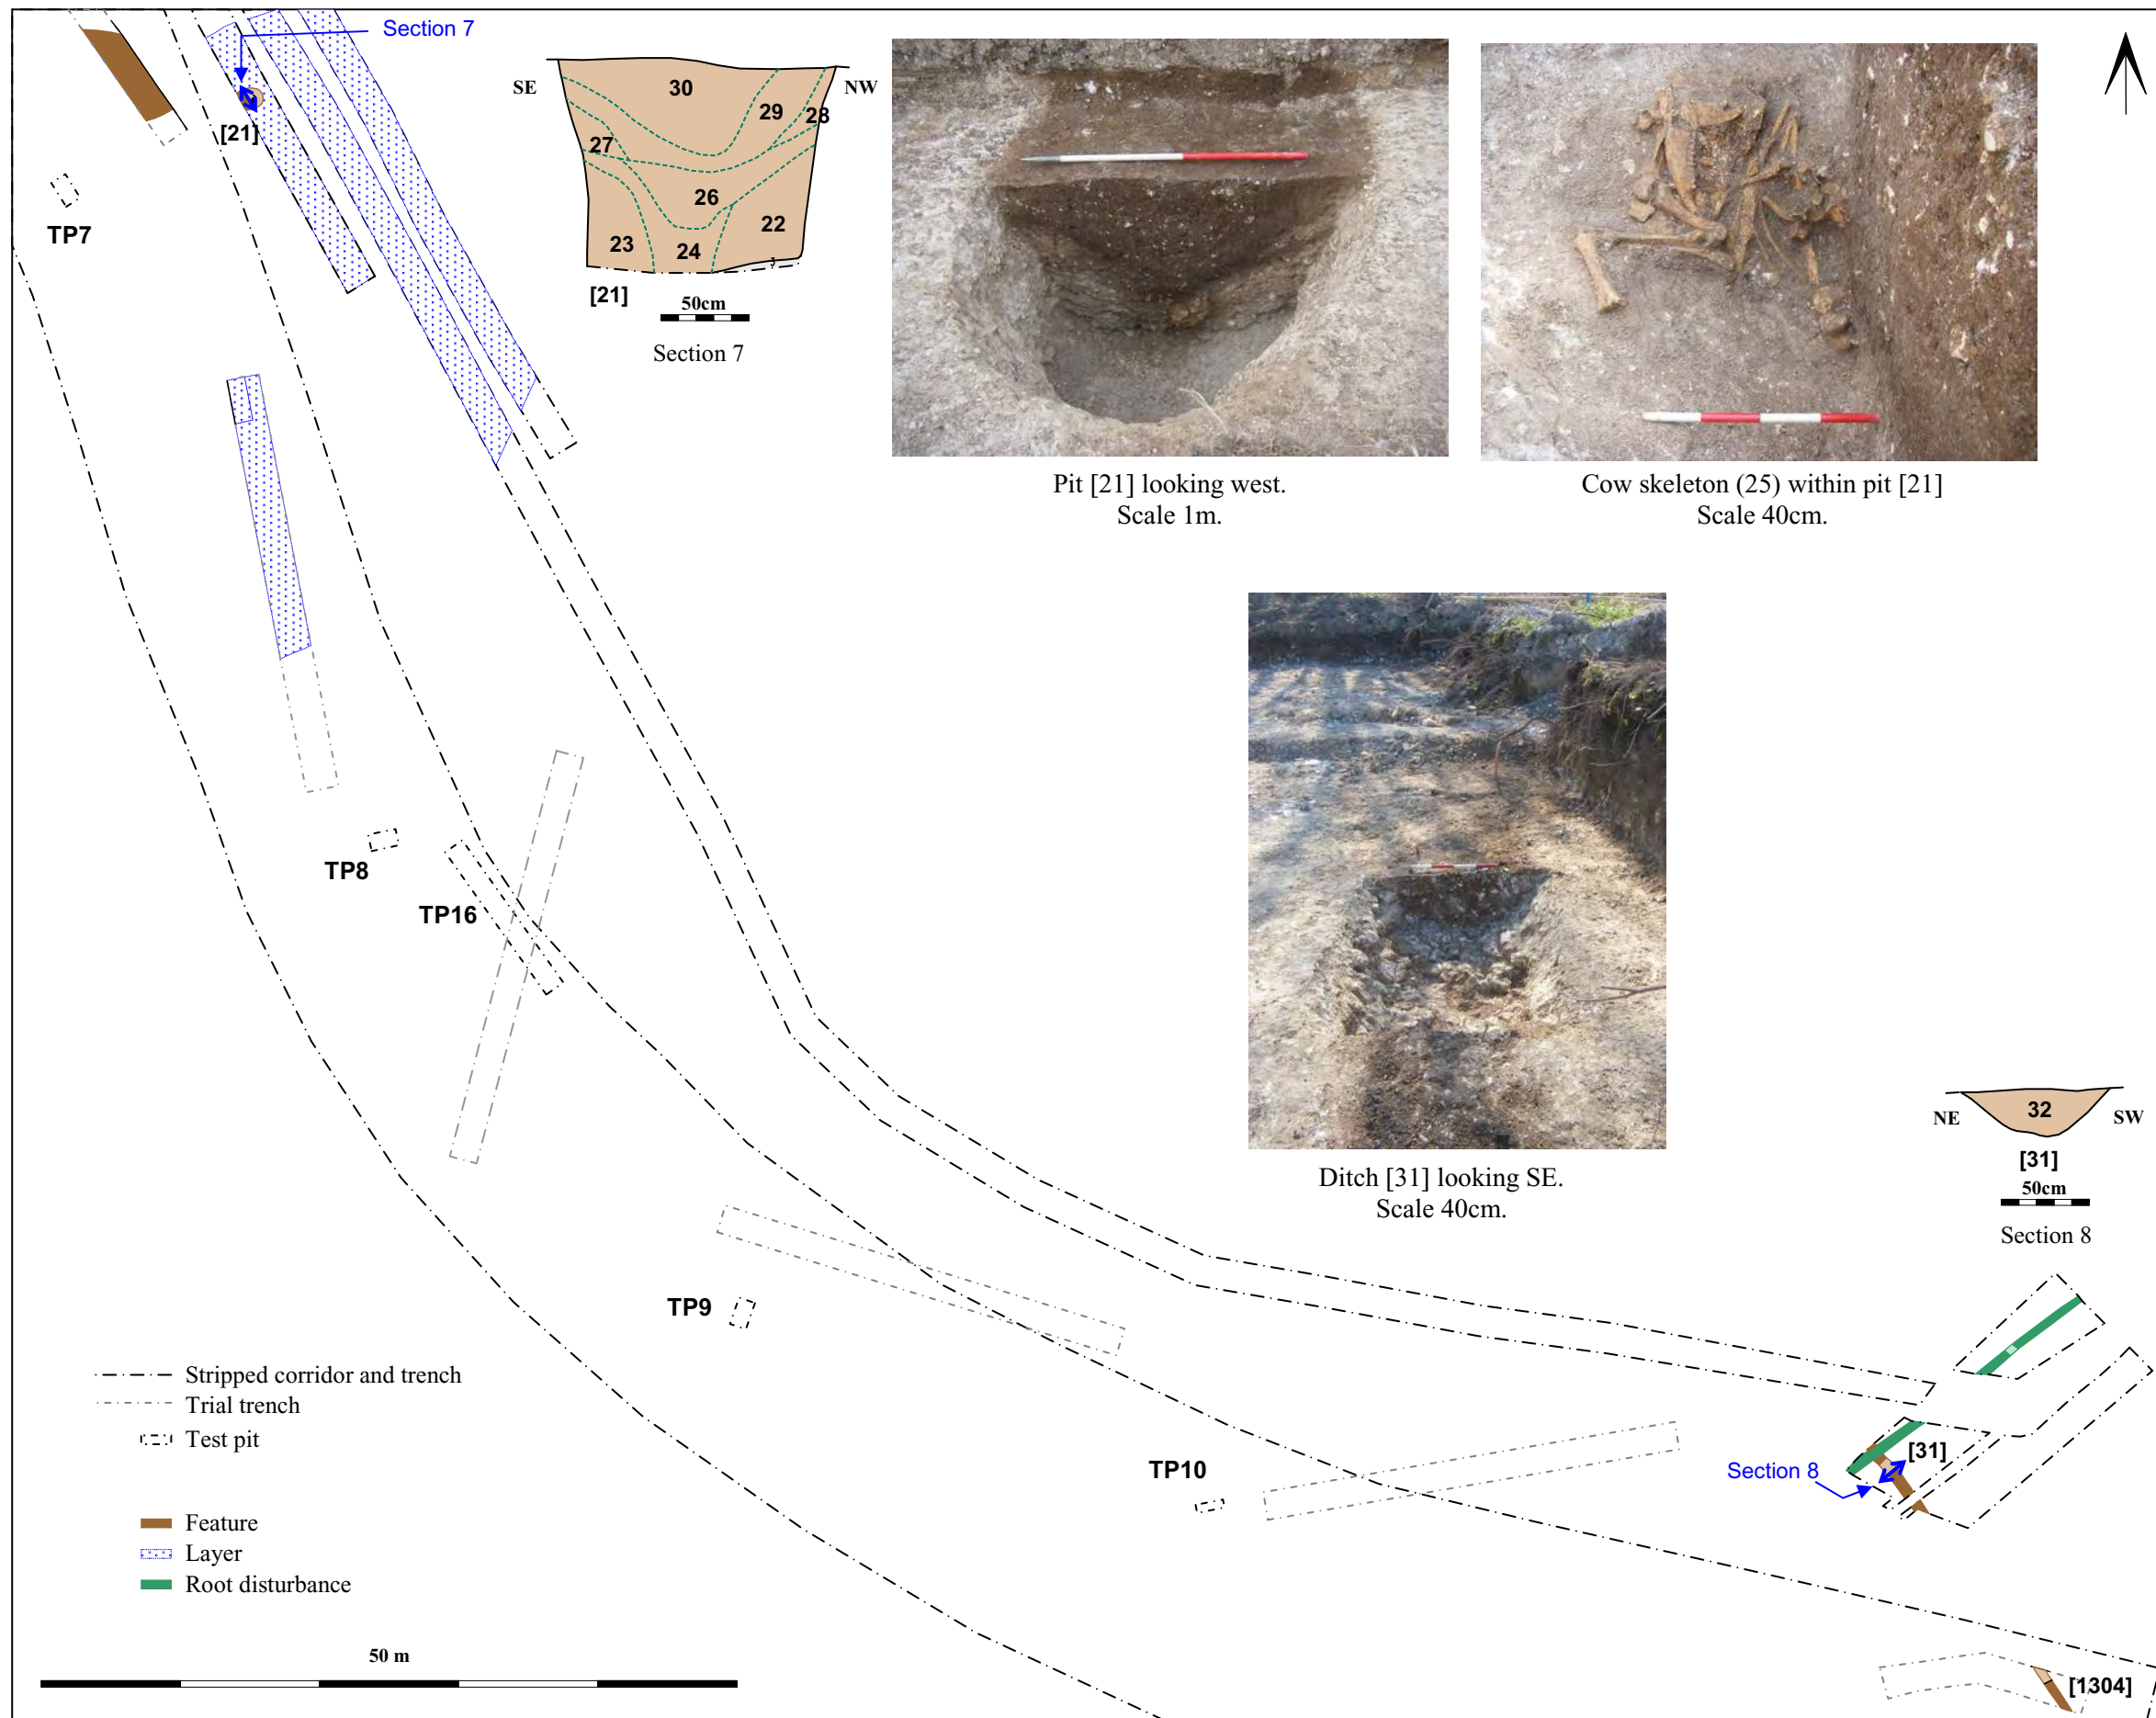 Section 7
[21]
TP7
SE
NW
30
29
28
27
26
22
23
24
[21]
50cm
Section 7
Pit [21] looking west.
Scale 1m.
Cow skeleton (25) within pit [21]
Scale 40cm.
TP8
TP16
Ditch [31] looking SE.
Scale 40cm.
NE
32
SW
[31]
50cm
Section 8
TP9
TP10
Section 8
[31]
[1304]
Stripped corridor and trench
Trial trench
Test pit
Feature
Layer
Root disturbance
50 m